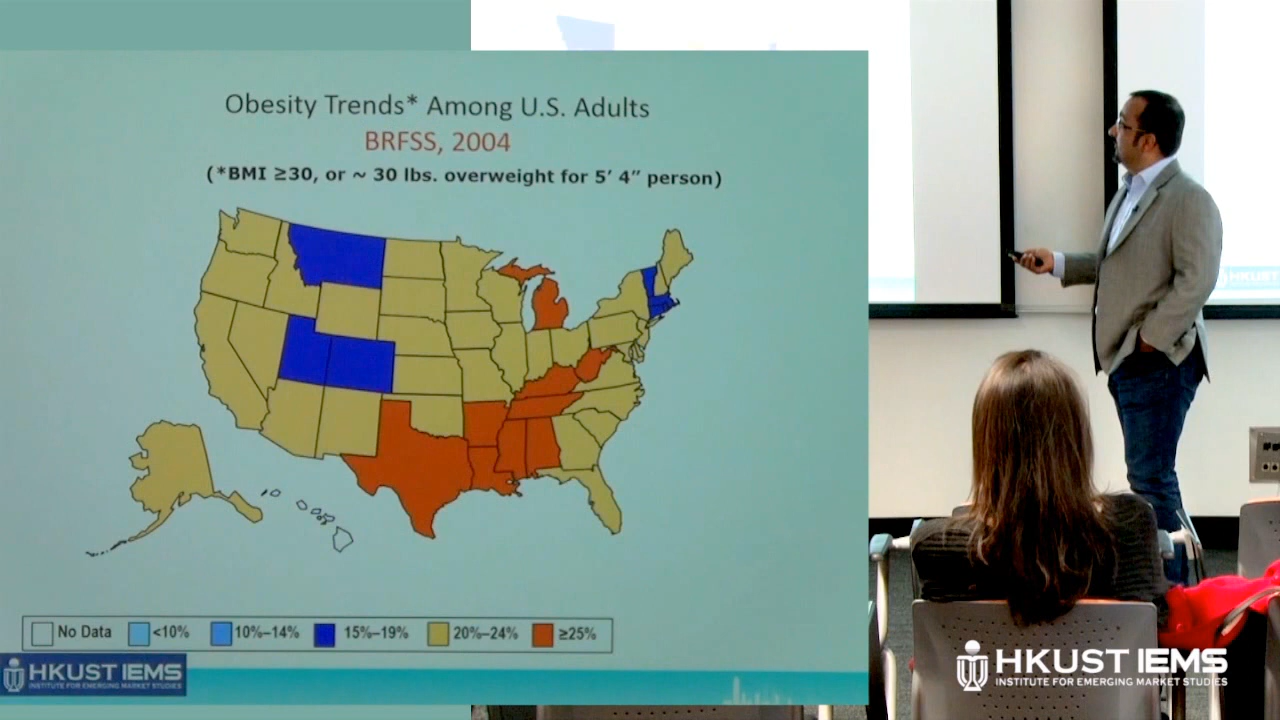 Obesity Trends* Among U.S. Adults
BRFSS, 2004
(*BMI ≥30, or ~ 30 lbs. overweight for 5’ 4” person)
No Data <10% 10%–14% 15%–19% 20%–24% ≥25%
HKUST IEMS
INSTITUTE FOR EMERGING MARKET STUDIES
HKUST
HKUST IEMS
INSTITUTE FOR EMERGING MARKET STUDIES